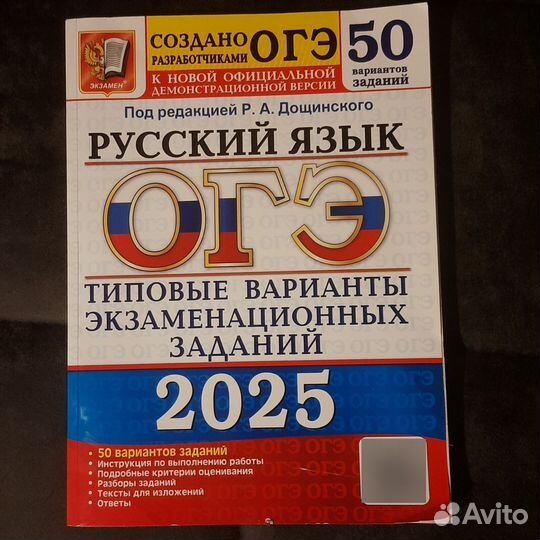 СОЗДАНО
РАЗРАБОТЧИКАМИ ОГЭ
50
вариантов
заданий
К НОВОЙ ОФИЦИАЛЬНОЙ
ДЕМОНСТРАЦИОННОЙ ВЕРСИИ
ЭКЗАМЕН
Под редакцией Р. А. Дощинского
РУССКИЙ ЯЗЫК
ОГЭ
ТИПОВЫЕ ВАРИАНТЫ
ЭКЗАМЕНАЦИОННЫХ
ЗАДАНИЙ
2025
• 50 вариантов заданий
• Инструкция по выполнению работы
• Подробные критерии оценивания
• Разборы заданий
• Тексты для изложений
• Ответы
Avito